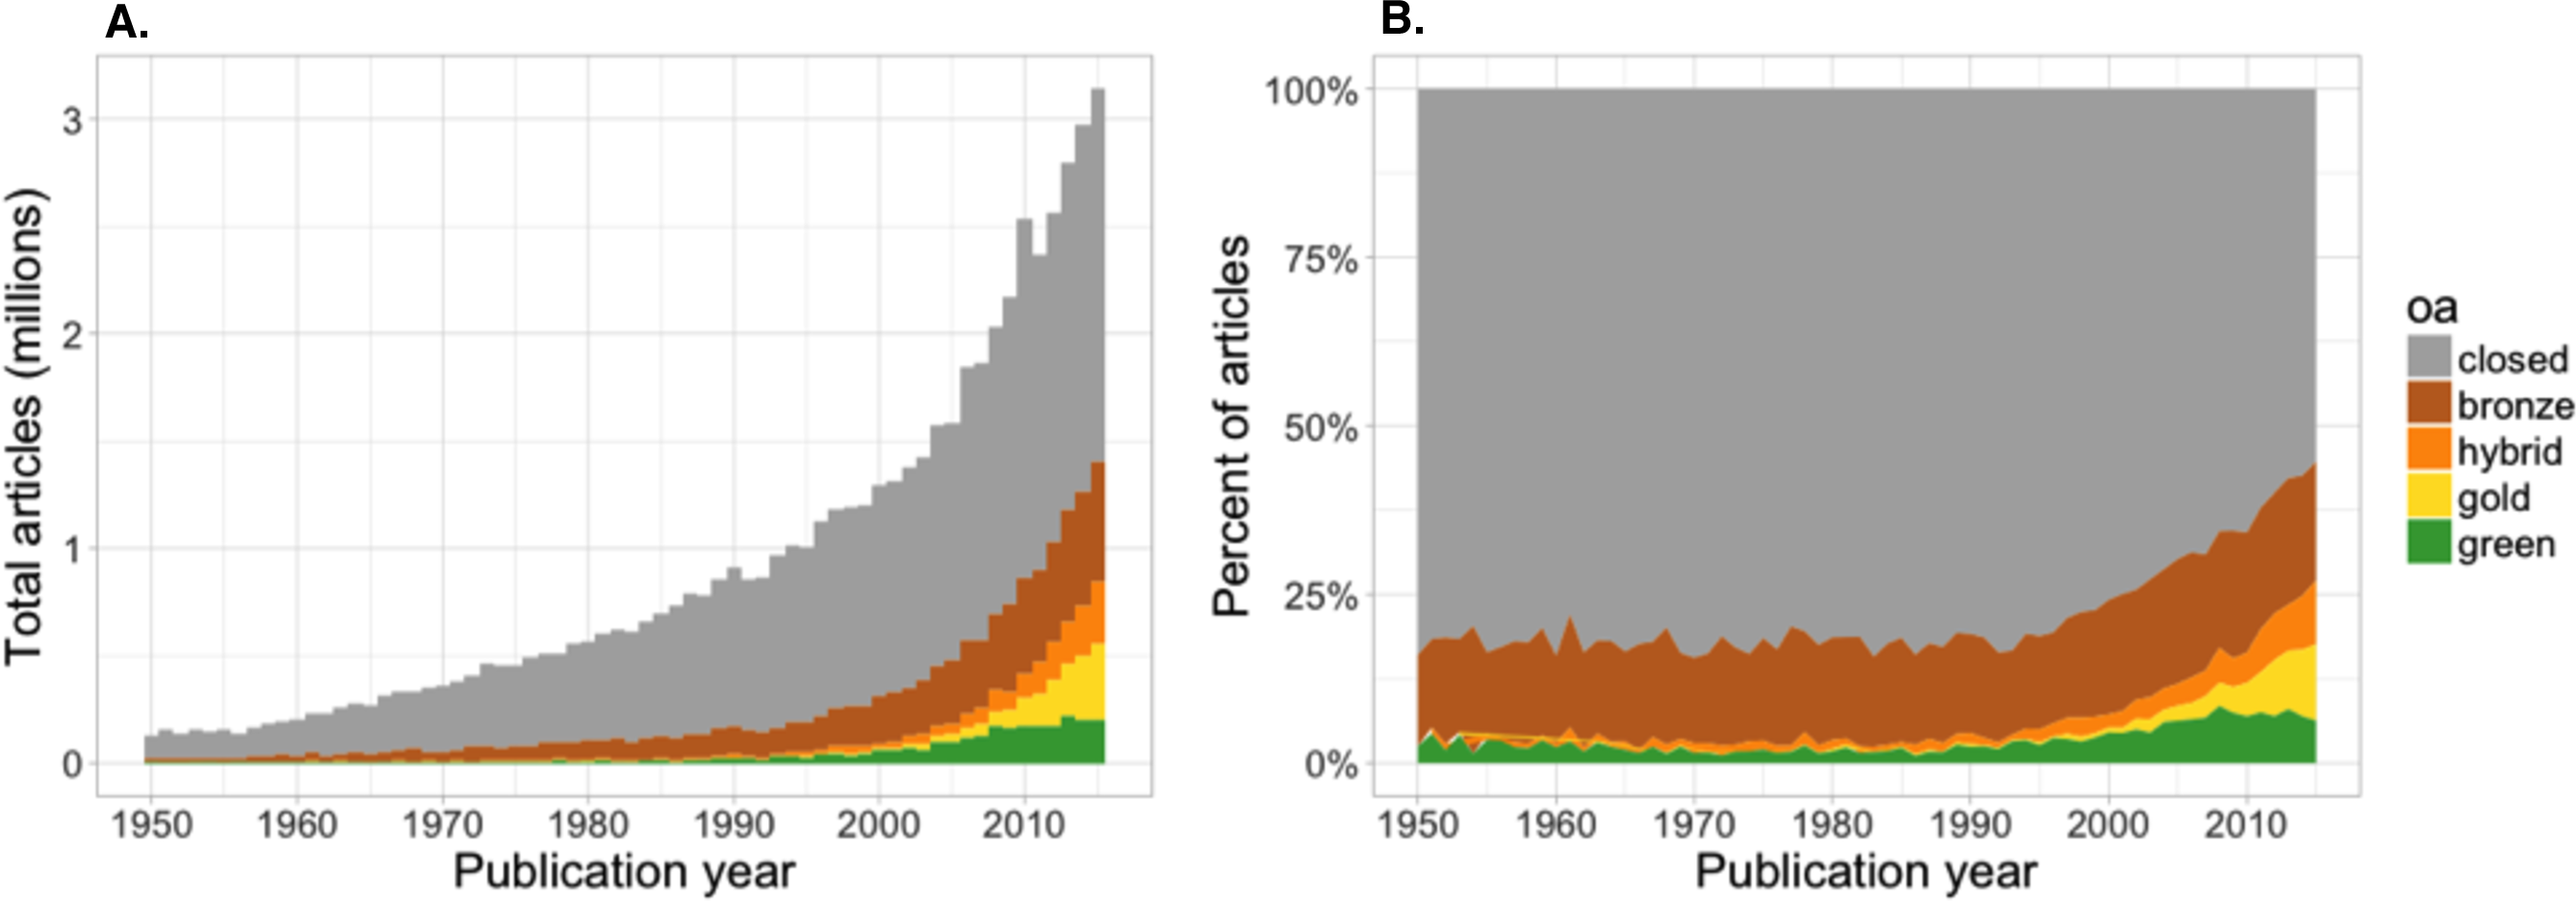 A.
Total articles (millions)
3
2
1
0
1950 1960 1970 1980 1990 2000 2010
Publication year
B.
Percent of articles
100%
75%
50%
25%
0%
1950 1960 1970 1980 1990 2000 2010
Publication year
oa
closed
bronze
hybrid
gold
green